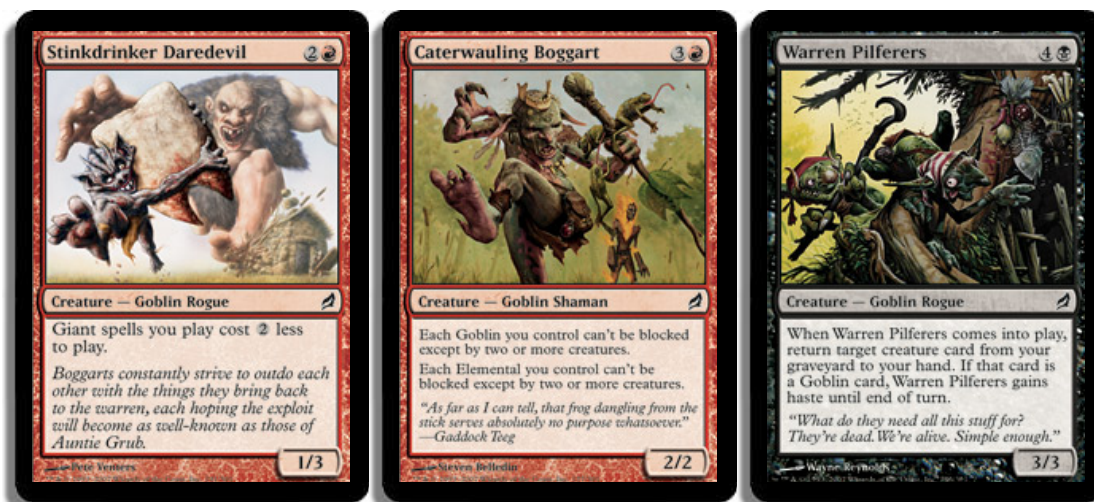 Stinkdrinker Daredevil 2
Creature — Goblin Rogue
Giant spells you play cost 2 less
to play.
Boggarts constantly strive to outdo each
other with the things they bring back
to the warren, each hoping the exploit
will become as well-known as those of
Auntie Grub.
Pete Venters
1/3
Caterwauling Boggart 3
Creature — Goblin Shaman
Each Goblin you control can't be blocked
except by two or more creatures.
Each Elemental you control can't be
blocked except by two or more creatures.
"As far as I can tell, that frog dangling from the
stick serves absolutely no purpose whatsoever."
—Gaddock Teeg
Steven Belledin
2/2
Warren Pilferers 4
Creature — Goblin Rogue
When Warren Pilferers comes into play,
return target creature card from your
graveyard to your hand. If that card is
a Goblin card, Warren Pilferers gains
haste until end of turn.
"What do they need all this stuff for?
They're dead. We're alive. Simple enough."
Wayne Reynolds
3/3